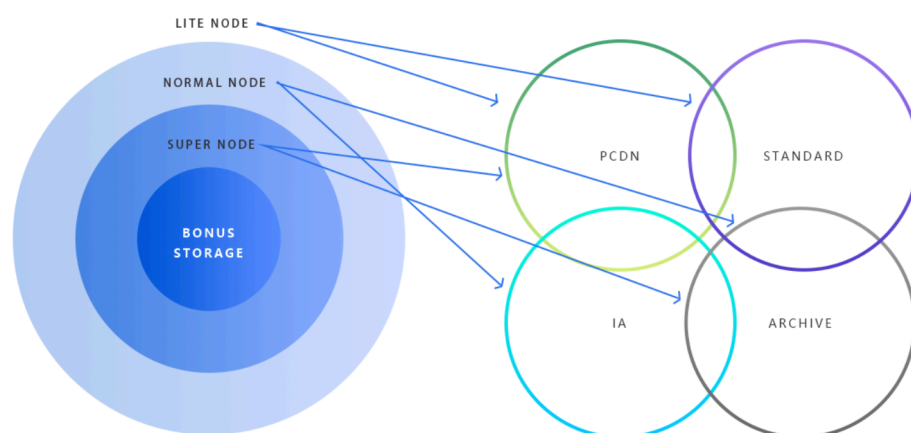 LITE NODE
NORMAL NODE
SUPER NODE
BONUS
STORAGE
PCDN
STANDARD
IA
ARCHIVE